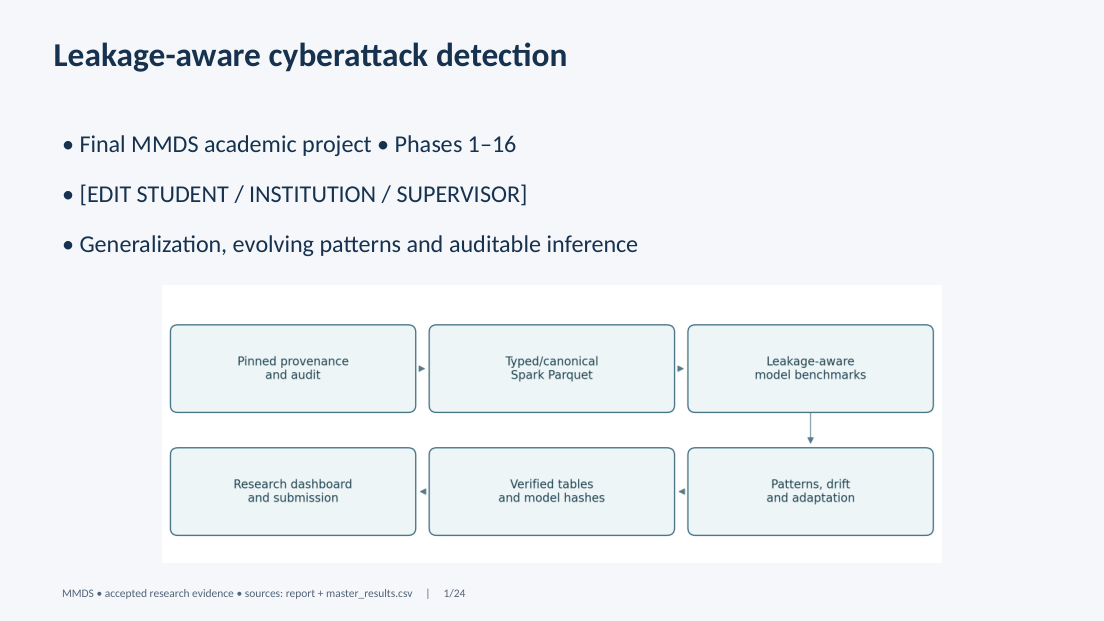 Leakage-aware cyberattack detection
• Final MMDS academic project • Phases 1–16
• [EDIT STUDENT / INSTITUTION / SUPERVISOR]
• Generalization, evolving patterns and auditable inference
Pinned provenance
and audit
Typed/canonical
Spark Parquet
Leakage-aware
model benchmarks
Research dashboard
and submission
Verified tables
and model hashes
Patterns, drift
and adaptation
MMDS • accepted research evidence • sources: report + master_results.csv | 1/24